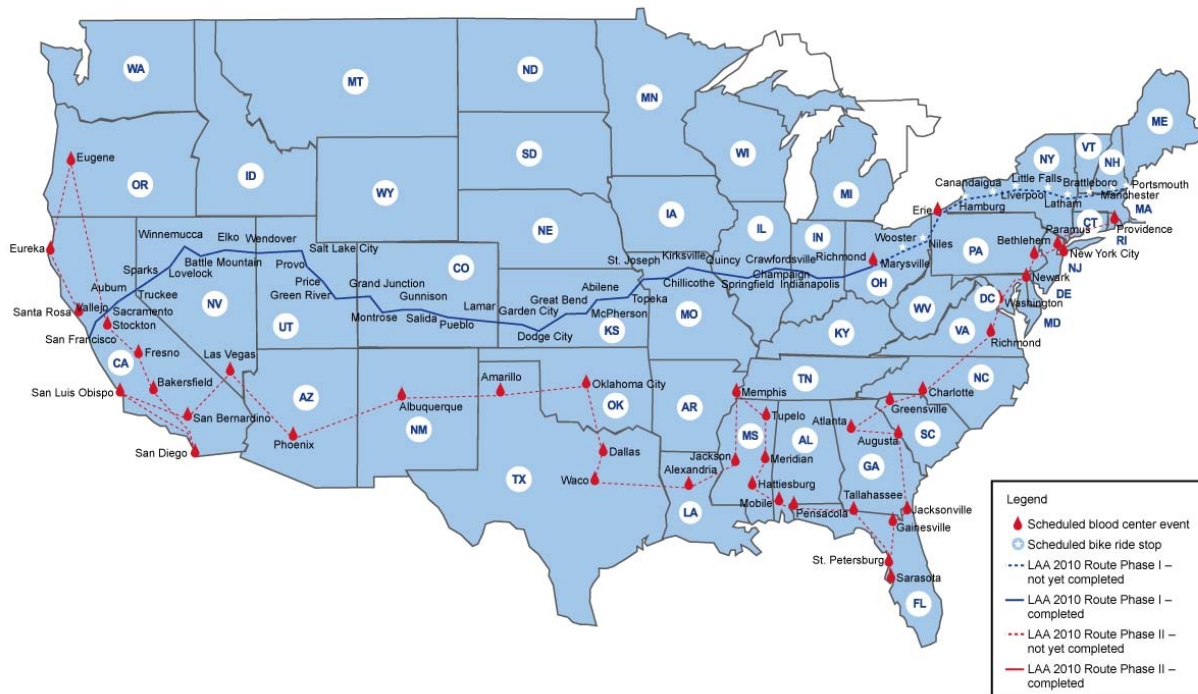 WA
MT
ND
MN
ME
VT
NH
NY
OR
ID
SD
WI
MI
WY
IA
NE
IL
IN
OH
PA
CT
MA
RI
NJ
DE
MD
DC
WV
VA
KY
NV
UT
CO
KS
MO
CA
AZ
NM
OK
AR
TN
NC
SC
MS
AL
GA
TX
LA
FL
Eugene
Eureka
Santa Rosa
Vallejo
San Francisco
Auburn
Sacramento
Stockton
Truckee
Sparks
Lovelock
Winnemucca
Battle Mountain
Elko
Wendover
Salt Lake City
Provo
Price
Green River
Grand Junction
Montrose
Gunnison
Salida
Pueblo
Lamar
Garden City
Dodge City
Great Bend
McPherson
Abilene
Topeka
St. Joseph
Chillicothe
Kirksville
Quincy
Springfield
Champaign
Crawfordsville
Indianapolis
Richmond
Marysville
Wooster
Niles
Erie
Hamburg
Canandaigua
Liverpool
Little Falls
Latham
Brattleboro
Manchester
Portsmouth
Providence
Paramus
New York City
Bethlehem
Newark
Washington
Richmond
Charlotte
Greensville
Atlanta
Augusta
Jacksonville
Gainesville
St. Petersburg
Sarasota
Tallahassee
Pensacola
Mobile
Hattiesburg
Meridian
Tupelo
Memphis
Jackson
Alexandria
Waco
Dallas
Oklahoma City
Amarillo
Albuquerque
Phoenix
Las Vegas
San Bernardino
San Diego
San Luis Obispo
Bakersfield
Fresno
Legend
Scheduled blood center event
Scheduled bike ride stop
LAA 2010 Route Phase I –
not yet completed
LAA 2010 Route Phase I –
completed
LAA 2010 Route Phase II –
not yet completed
LAA 2010 Route Phase II –
completed